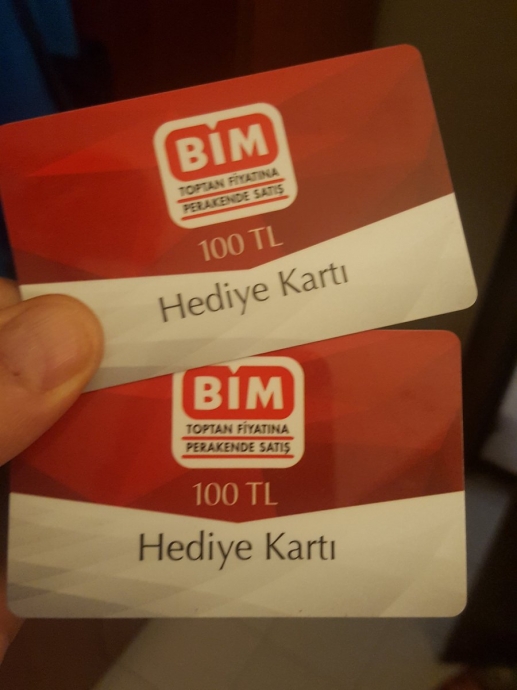 BİM
TOPTAN FİYATINA
PERAKENDE SATIŞ
100 TL
Hediye Kartı
BİM
TOPTAN FİYATINA
PERAKENDE SATIŞ
100 TL
Hediye Kartı